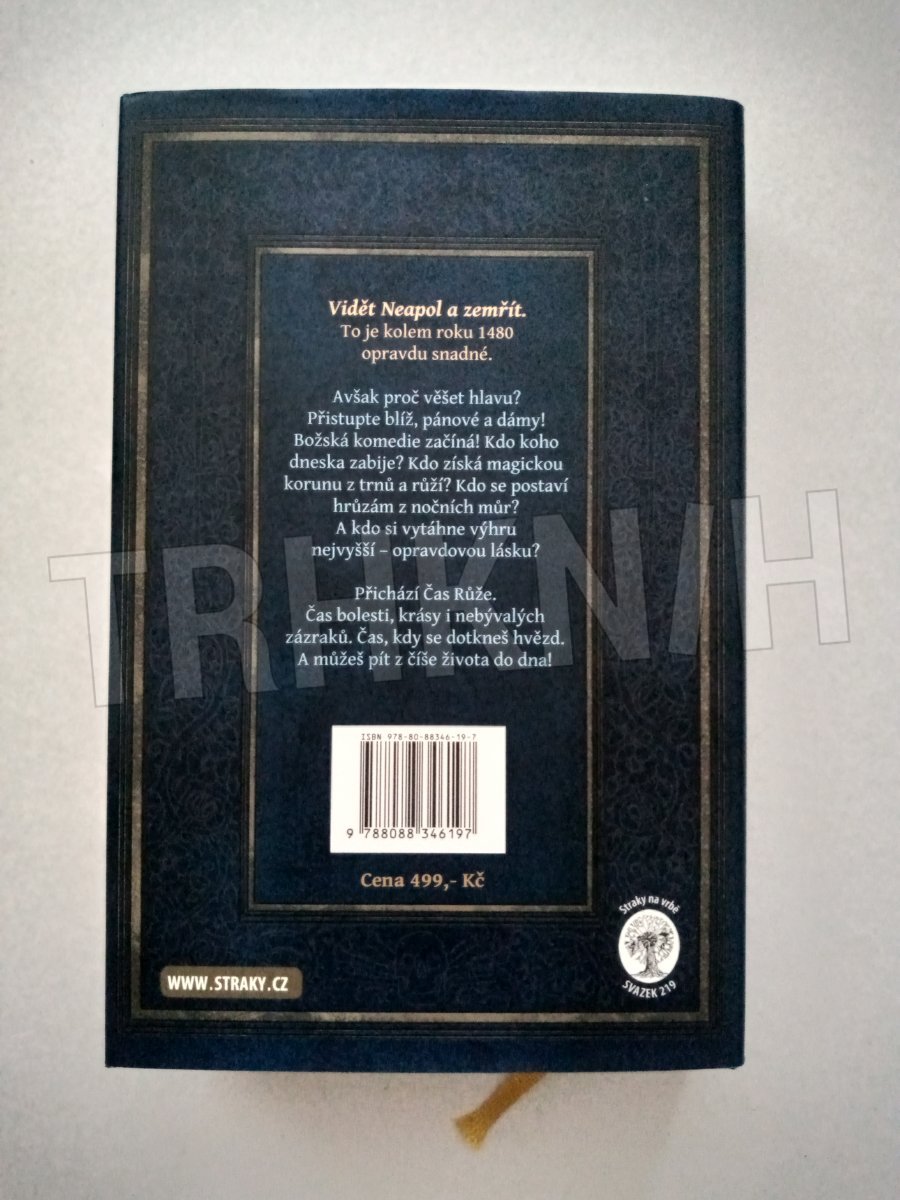 Vidět Neapol a zemřít.
To je kolem roku 1480
opravdu snadné.
Avšak proč věšet hlavu?
Přistupte blíž, pánové a dámy!
Božská komedie začíná! Kdo koho
dneska zabije? Kdo získá magickou
korunu z trnů a růží? Kdo se postaví
hrůzám z nočních můr?
A kdo si vytáhne výhru
nejvyšší – opravdovou lásku?
Přichází Čas Růže.
Čas bolesti, krásy i nebývalých
zázraků. Čas, kdy se dotkneš hvězd.
A můžeš pít z číše života do dna!
TRHKNIH
ISBN 978-80-88346-19-7
9 788088 346197
Cena 499,- Kč
Straky na vrbě
SVAZEK 219
WWW.STRAKY.CZ